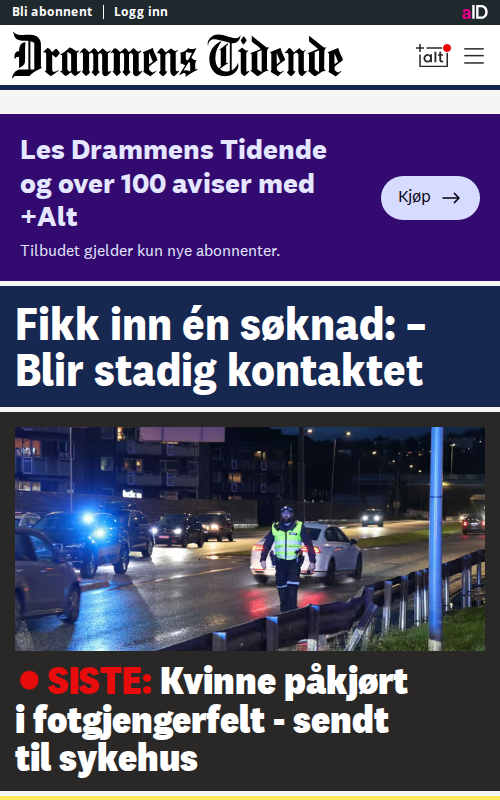 Bli abonnent | Logg inn
aID
Drammens Tidende
+alt
Les Drammens Tidende
og over 100 aviser med
+Alt
Kjøp →
Tilbudet gjelder kun nye abonnenter.
Fikk inn én søknad: –
Blir stadig kontaktet
● SISTE: Kvinne påkjørt
i fotgjengerfelt - sendt
til sykehus